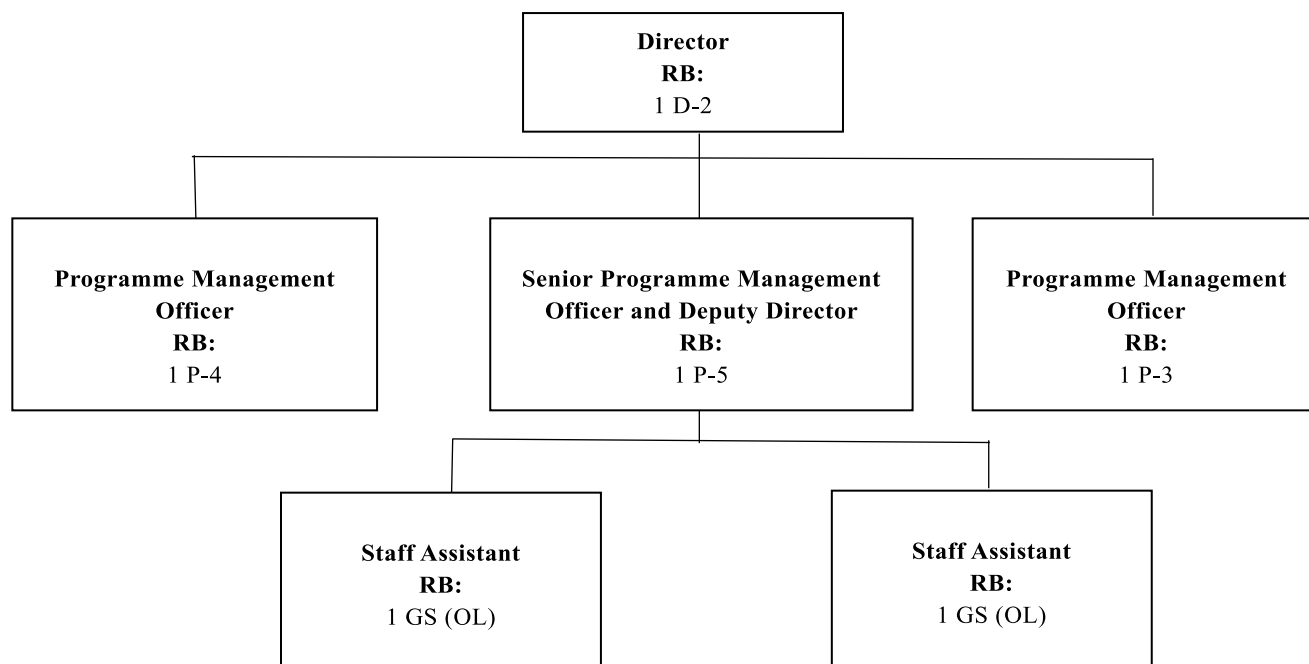 Director
RB:
1 D-2
Programme Management
Officer
RB:
1 P-4
Senior Programme Management
Officer and Deputy Director
RB:
1 P-5
Programme Management
Officer
RB:
1 P-3
Staff Assistant
RB:
1 GS (OL)
Staff Assistant
RB:
1 GS (OL)